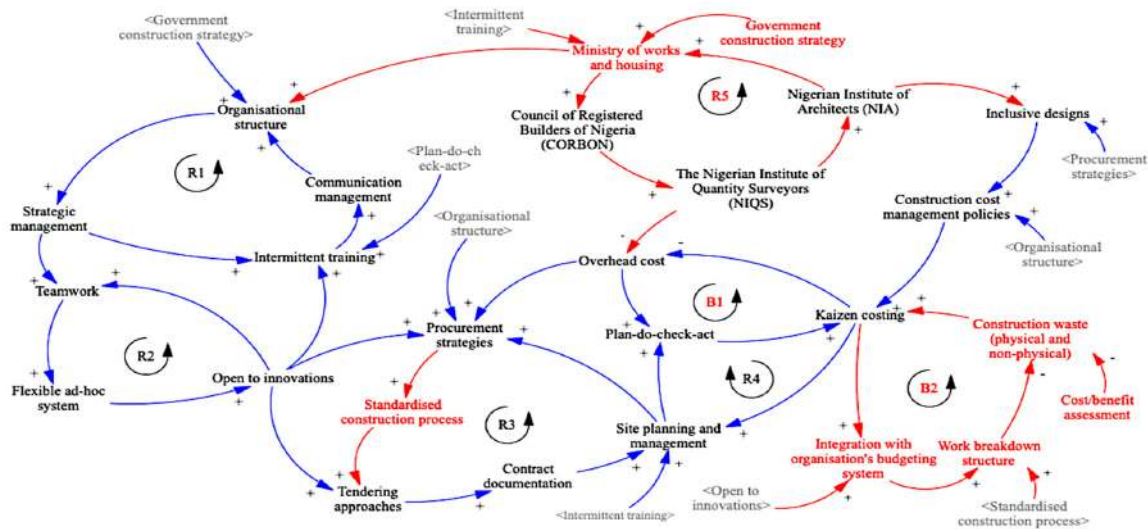 <Government
construction strategy>
<Intermittent
training>
Government
construction strategy
Ministry of works
and housing
R5
Organisational
structure
Council of Registered
Builders of Nigeria
(CORBON)
Nigerian Institute of
Architects (NIA)
Inclusive designs
<Plan-do-ch
eck-act>
<Procurement
strategies>
R1
Communication
management
The Nigerian Institute of
Quantity Surveyors
(NIQS)
Strategic
management
<Organisational
structure>
Construction cost
management policies
Intermittent training
Overhead cost
<Organisational
structure>
Teamwork
B1
Procurement
strategies
Plan-do-check-act
Kaizen costing
Construction waste
(physical and
non-physical)
R2
Open to innovations
R4
B2
Flexible ad-hoc
system
Standardised
construction process
Cost/benefit
assessment
R3
Site planning and
management
Integration with
organisation's budgeting
system
Work breakdown
structure
Contract
documentation
Tendering
approaches
<Intermittent training>
<Open to
innovations>
<Standardised
construction process>